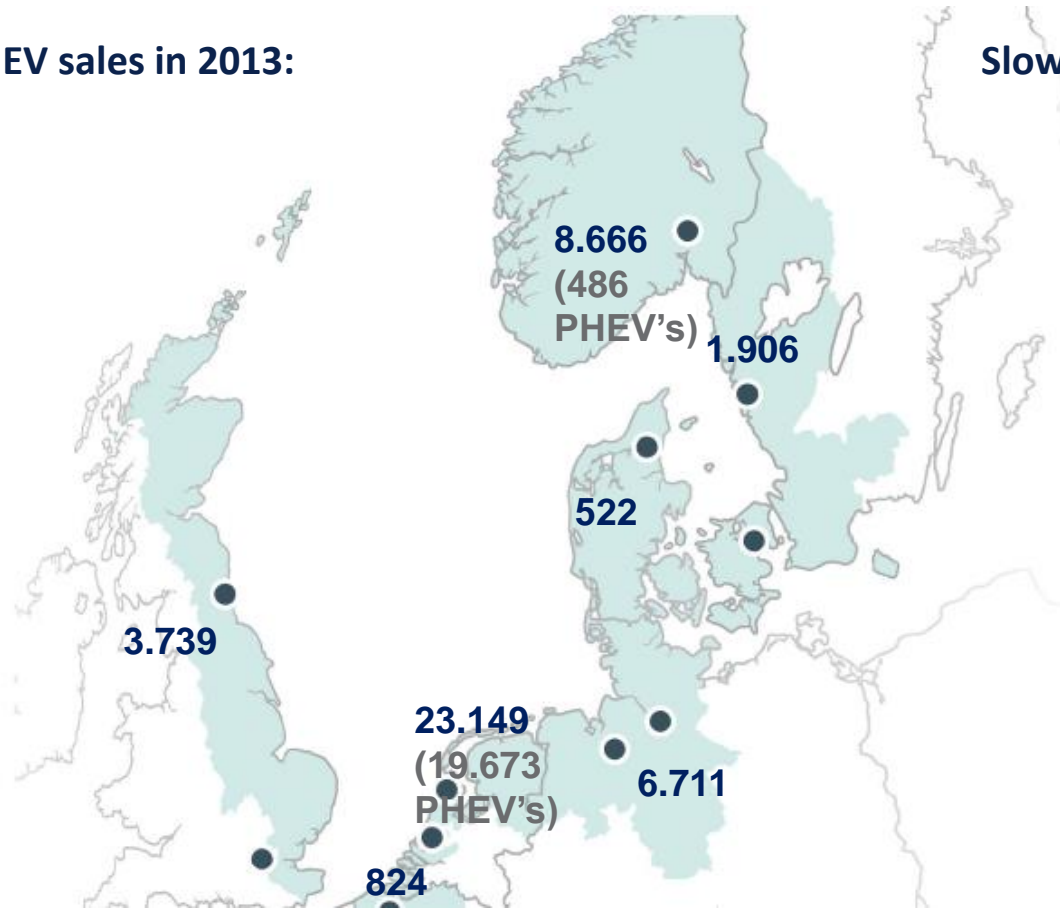 EV sales in 2013:
Slow
8.666
(486
PHEV's)
1.906
522
3.739
23.149
(19.673
PHEV's)
6.711
824